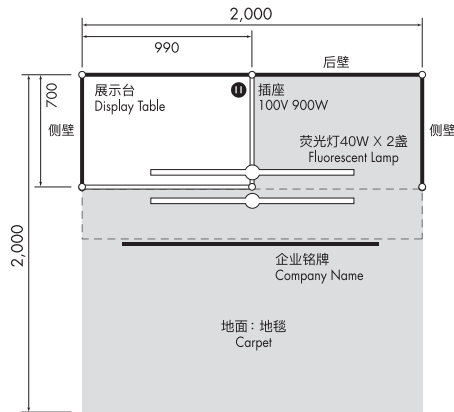 2,000
990
后壁
展示台
Display Table
插座
100V 900W
700
侧壁
侧壁
荧光灯40W X 2盏
Fluorescent Lamp
2,000
企业铭牌
Company Name
地面：地毯
Carpet